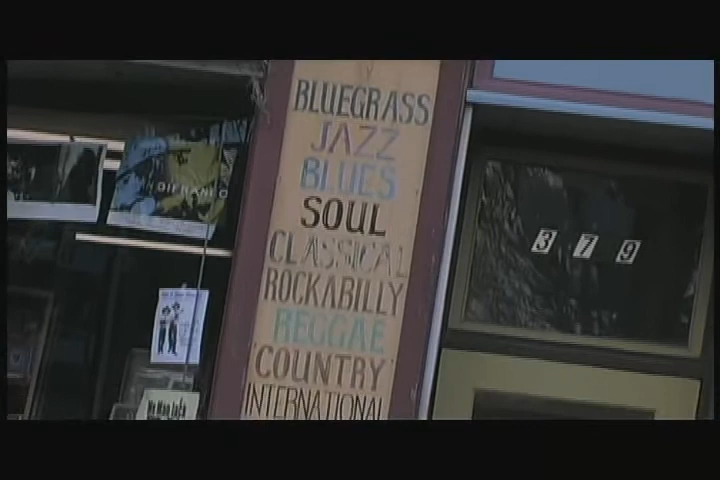 BLUEGRASS
JAZZ
BLUES
SOUL
CLASSICAL
ROCKABILLY
REGGAE
'COUNTRY'
INTERNATIONAL
379